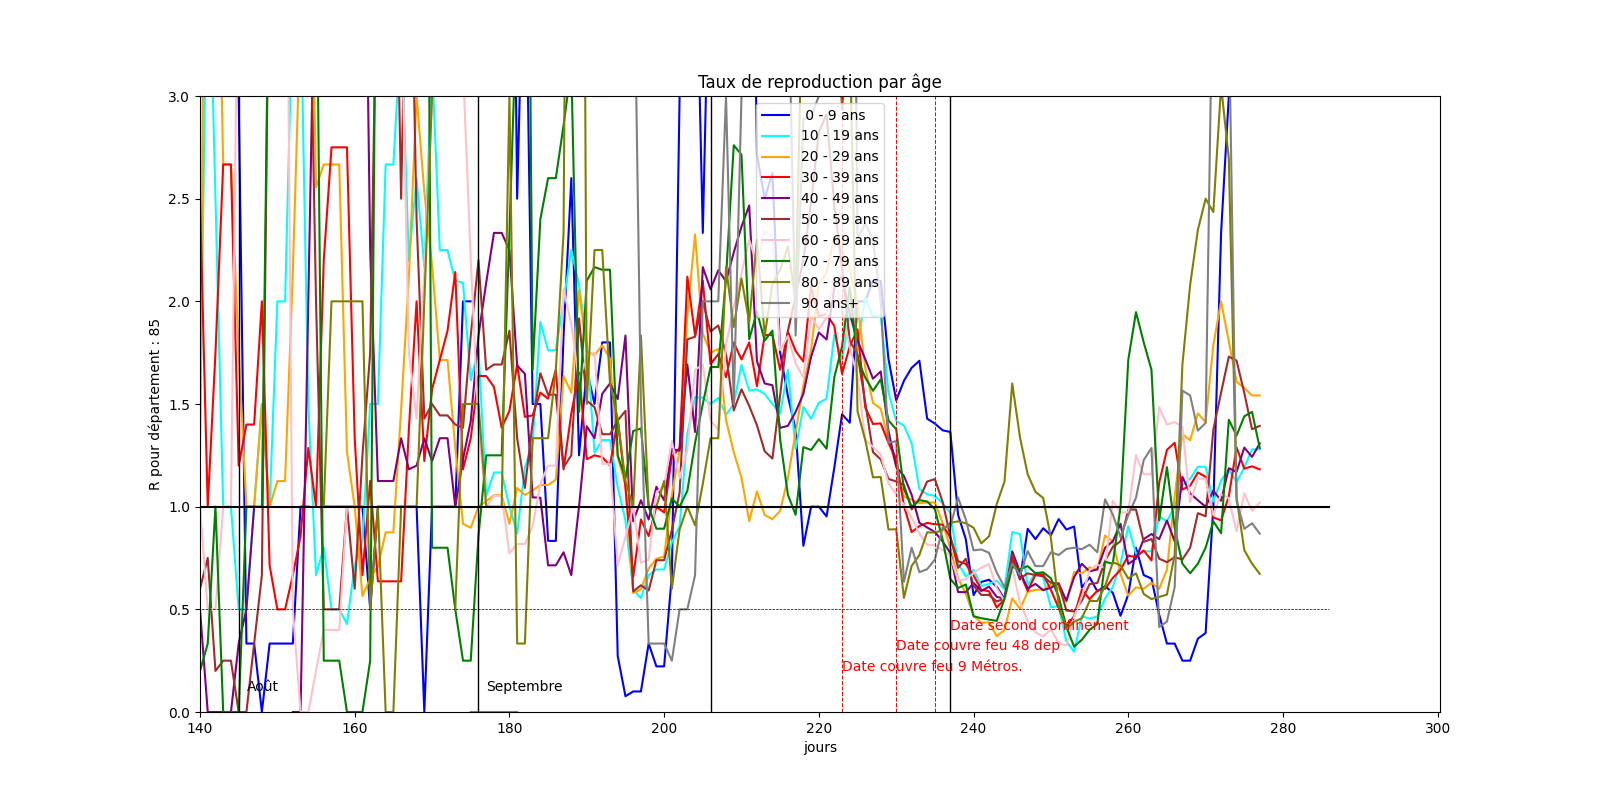 Taux de reproduction par âge
R pour département : 85
3.0
2.5
2.0
1.5
1.0
0.5
0.0
0 - 9 ans
10 - 19 ans
20 - 29 ans
30 - 39 ans
40 - 49 ans
50 - 59 ans
60 - 69 ans
70 - 79 ans
80 - 89 ans
90 ans+
Date second confinement
Date couvre feu 48 dep
Date couvre feu 9 Métros.
Août
Septembre
140 160 180 200 220 240 260 280 300
jours